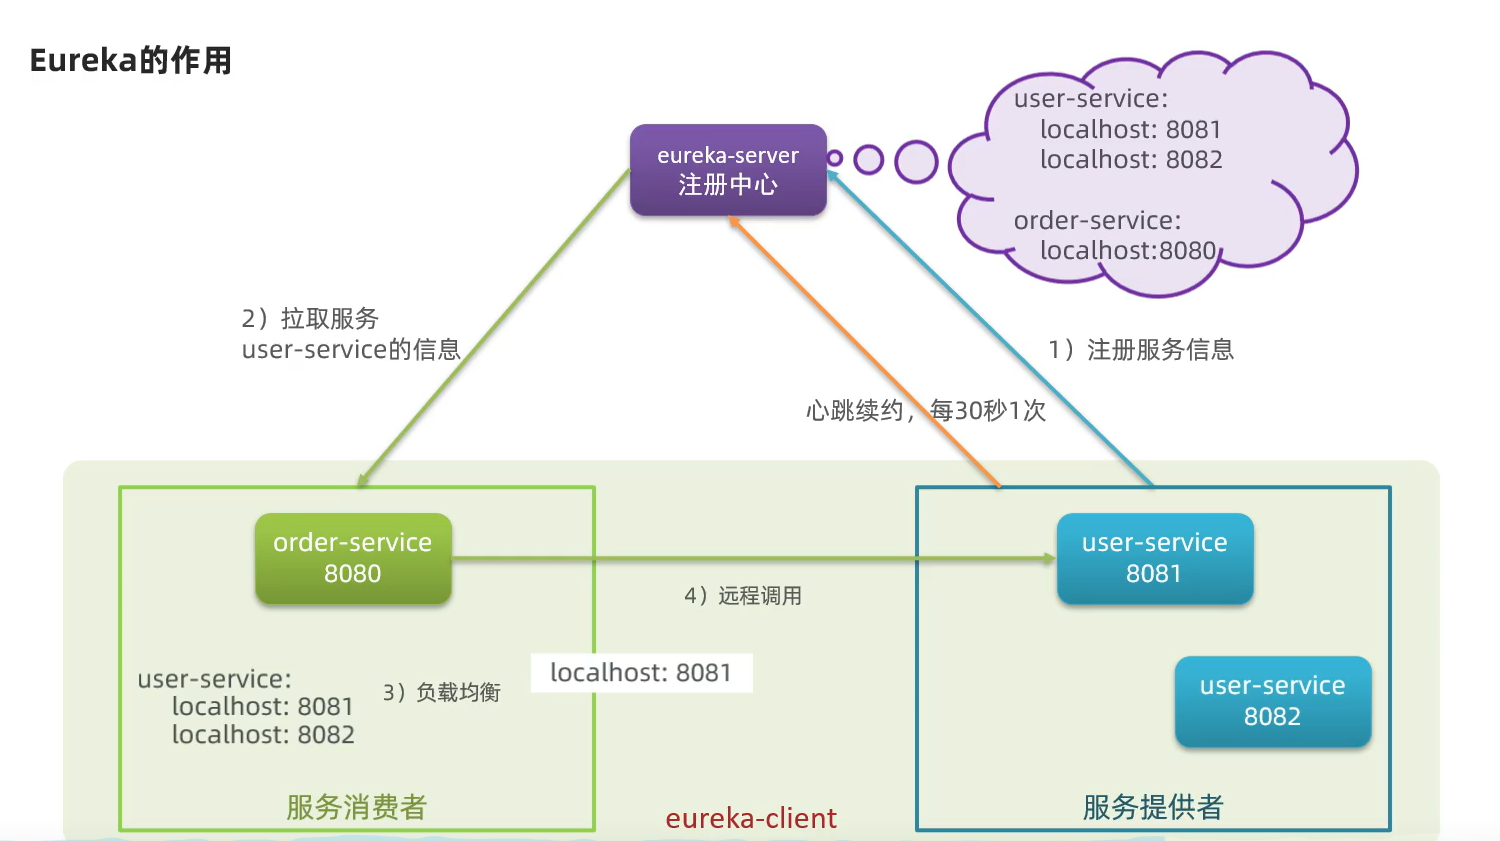 Eureka的作用
eureka-server
注册中心
user-service:
localhost: 8081
localhost: 8082
order-service:
localhost:8080
2）拉取服务
user-service的信息
1）注册服务信息
心跳续约，每30秒1次
order-service
8080
user-service
8081
4）远程调用
user-service:
localhost: 8081
localhost: 8082
3）负载均衡
localhost: 8081
user-service
8082
服务消费者
eureka-client
服务提供者